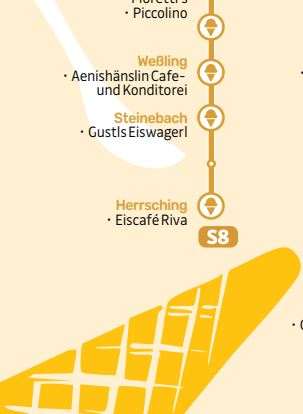 · Piccolino
Weßling
· Aenishänslin Cafe-
und Konditorei
Steinebach
· Gustls Eiswagerl
Herrsching
· Eiscafé Riva
S8